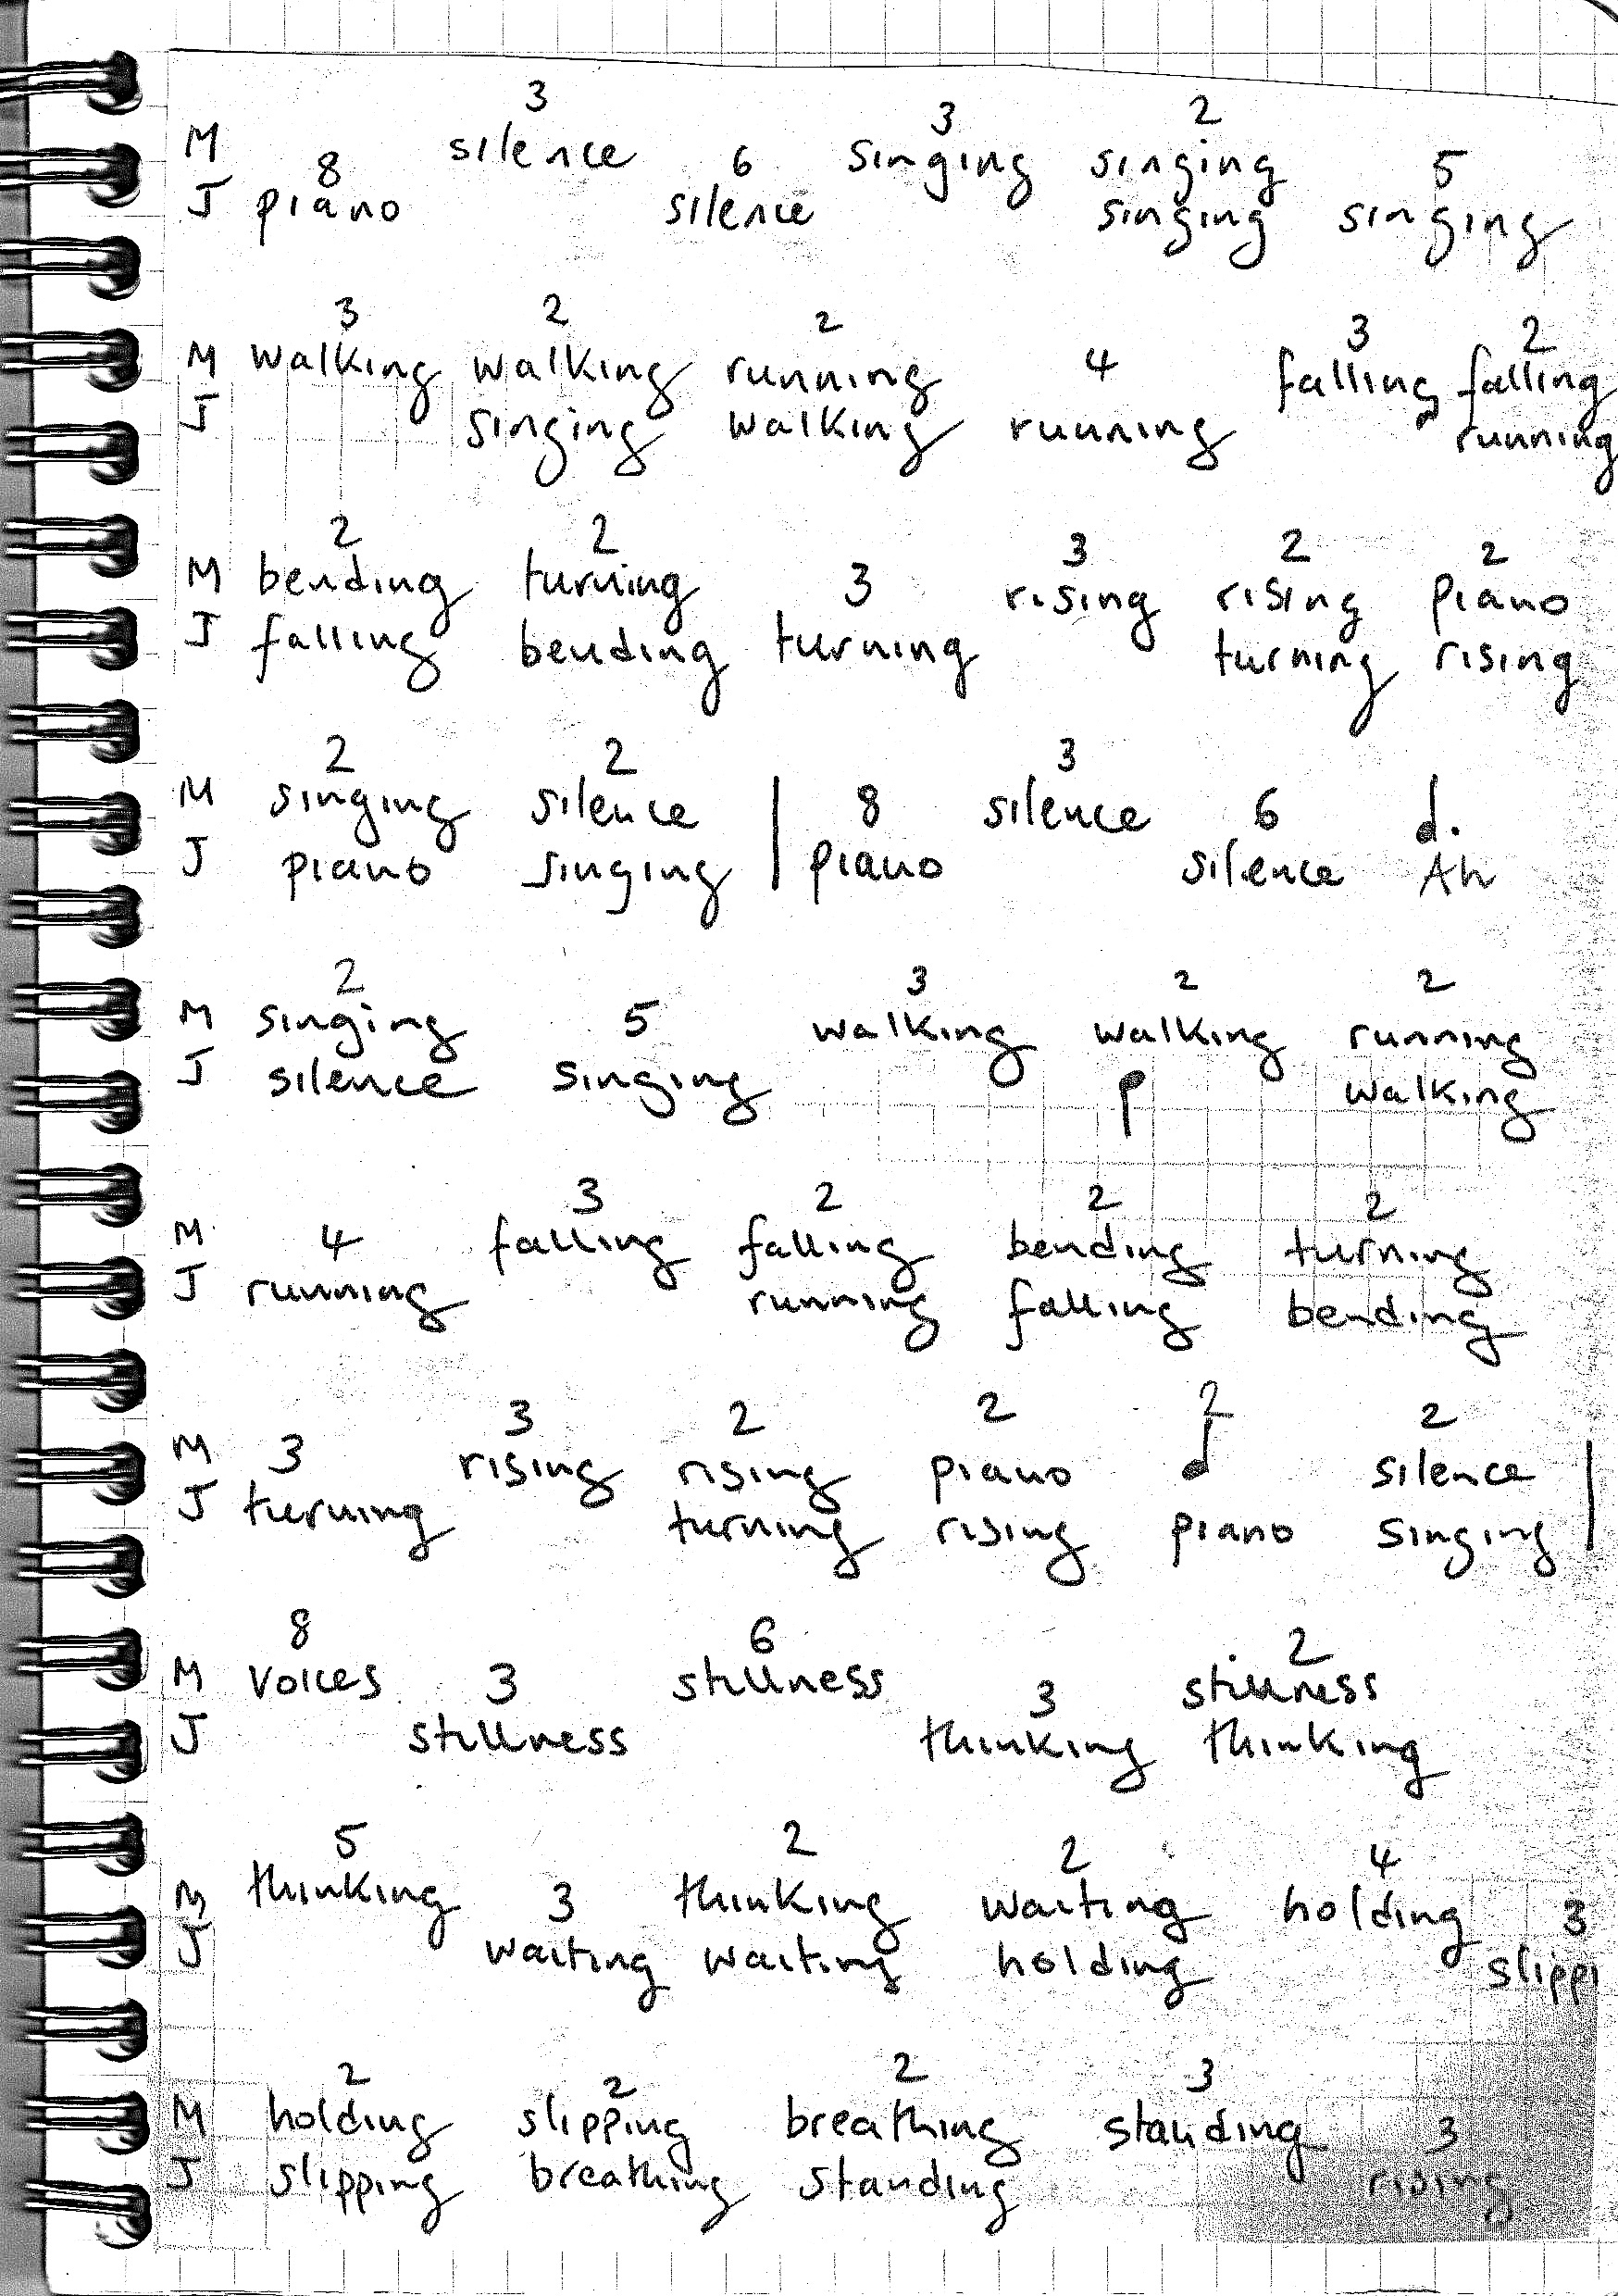 3 3 2
M silence singing singing
8 6 5
J piano silence singing singing
3 2 2 3 2
M walking walking running 4 falling falling
J singing walking running running
2 2 3 2 2
M bending turning 3 rising rising piano
J falling bending turning turning rising
2 2 3
M singing silence | 8 silence 6
J piano singing piano silence Ah
2 3 2 2
M singing 5 walking walking running
J silence singing walking
3 2 2 2
M 4 falling falling bending turning
J running running falling bending
3 2 2 2 2
M 3 rising rising piano silence |
J turning turning rising piano singing
8 6 2
M voices 3 stillness 3 stillness
J stillness thinking thinking
5 2 2 4
M thinking 3 thinking waiting holding 3
J waiting waiting holding slippi
2 2 2 3
M holding slipping breathing standing 3
J slipping breathing standing rising